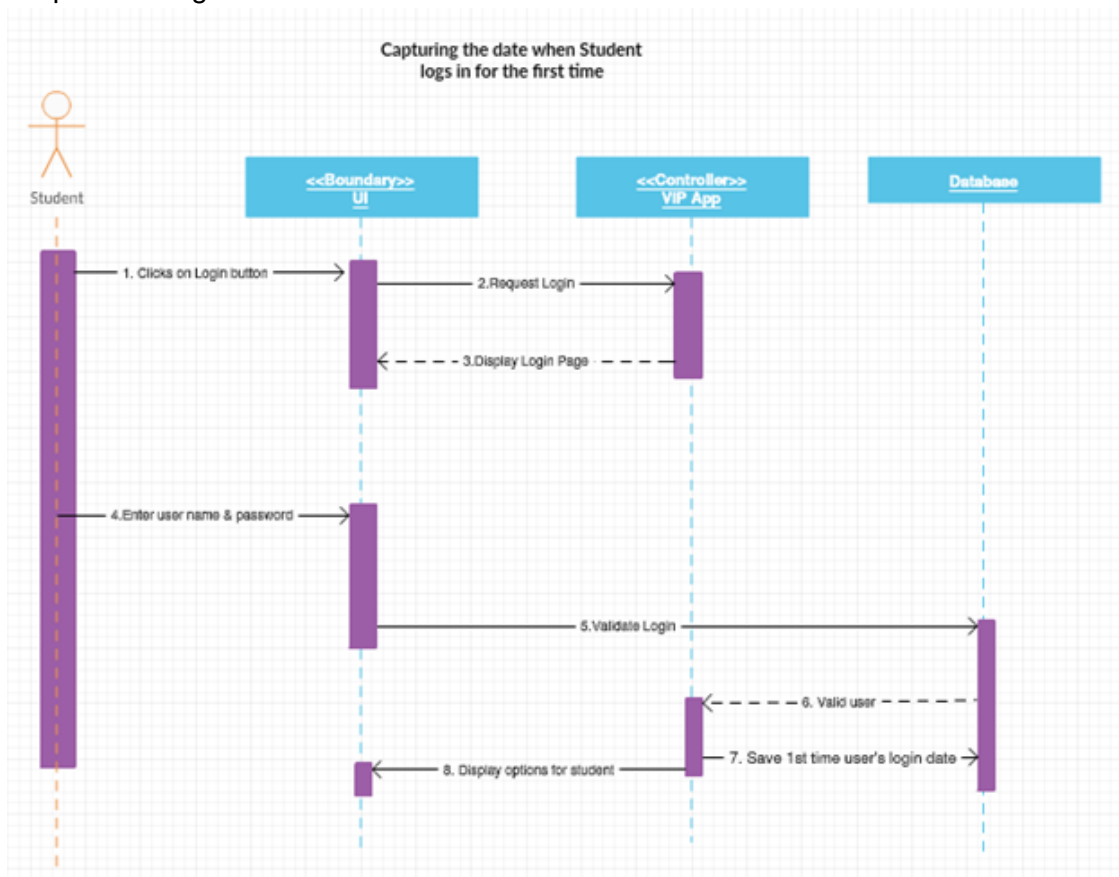 Capturing the date when Student
logs in for the first time
Student
<<Boundary>>
UI
<<Controller>>
VIP App
Database
1. Clicks on Login button
2.Request Login
3.Display Login Page
4.Enter user name & password
5.Validate Login
6. Valid user
7. Save 1st time user's login date
8. Display options for student